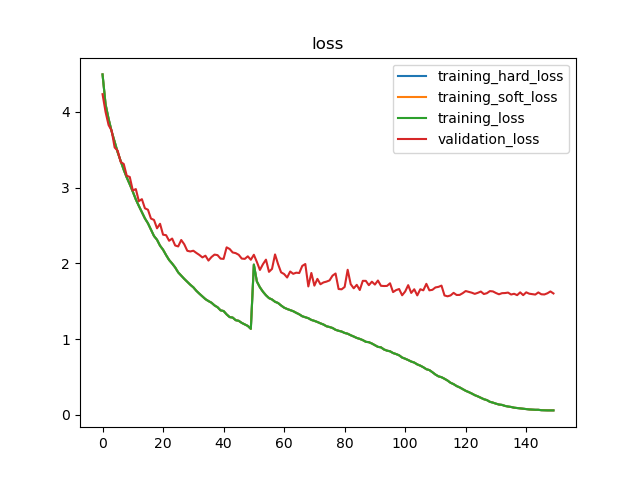 loss
training_hard_loss
training_soft_loss
training_loss
validation_loss
4
3
2
1
0
0 20 40 60 80 100 120 140